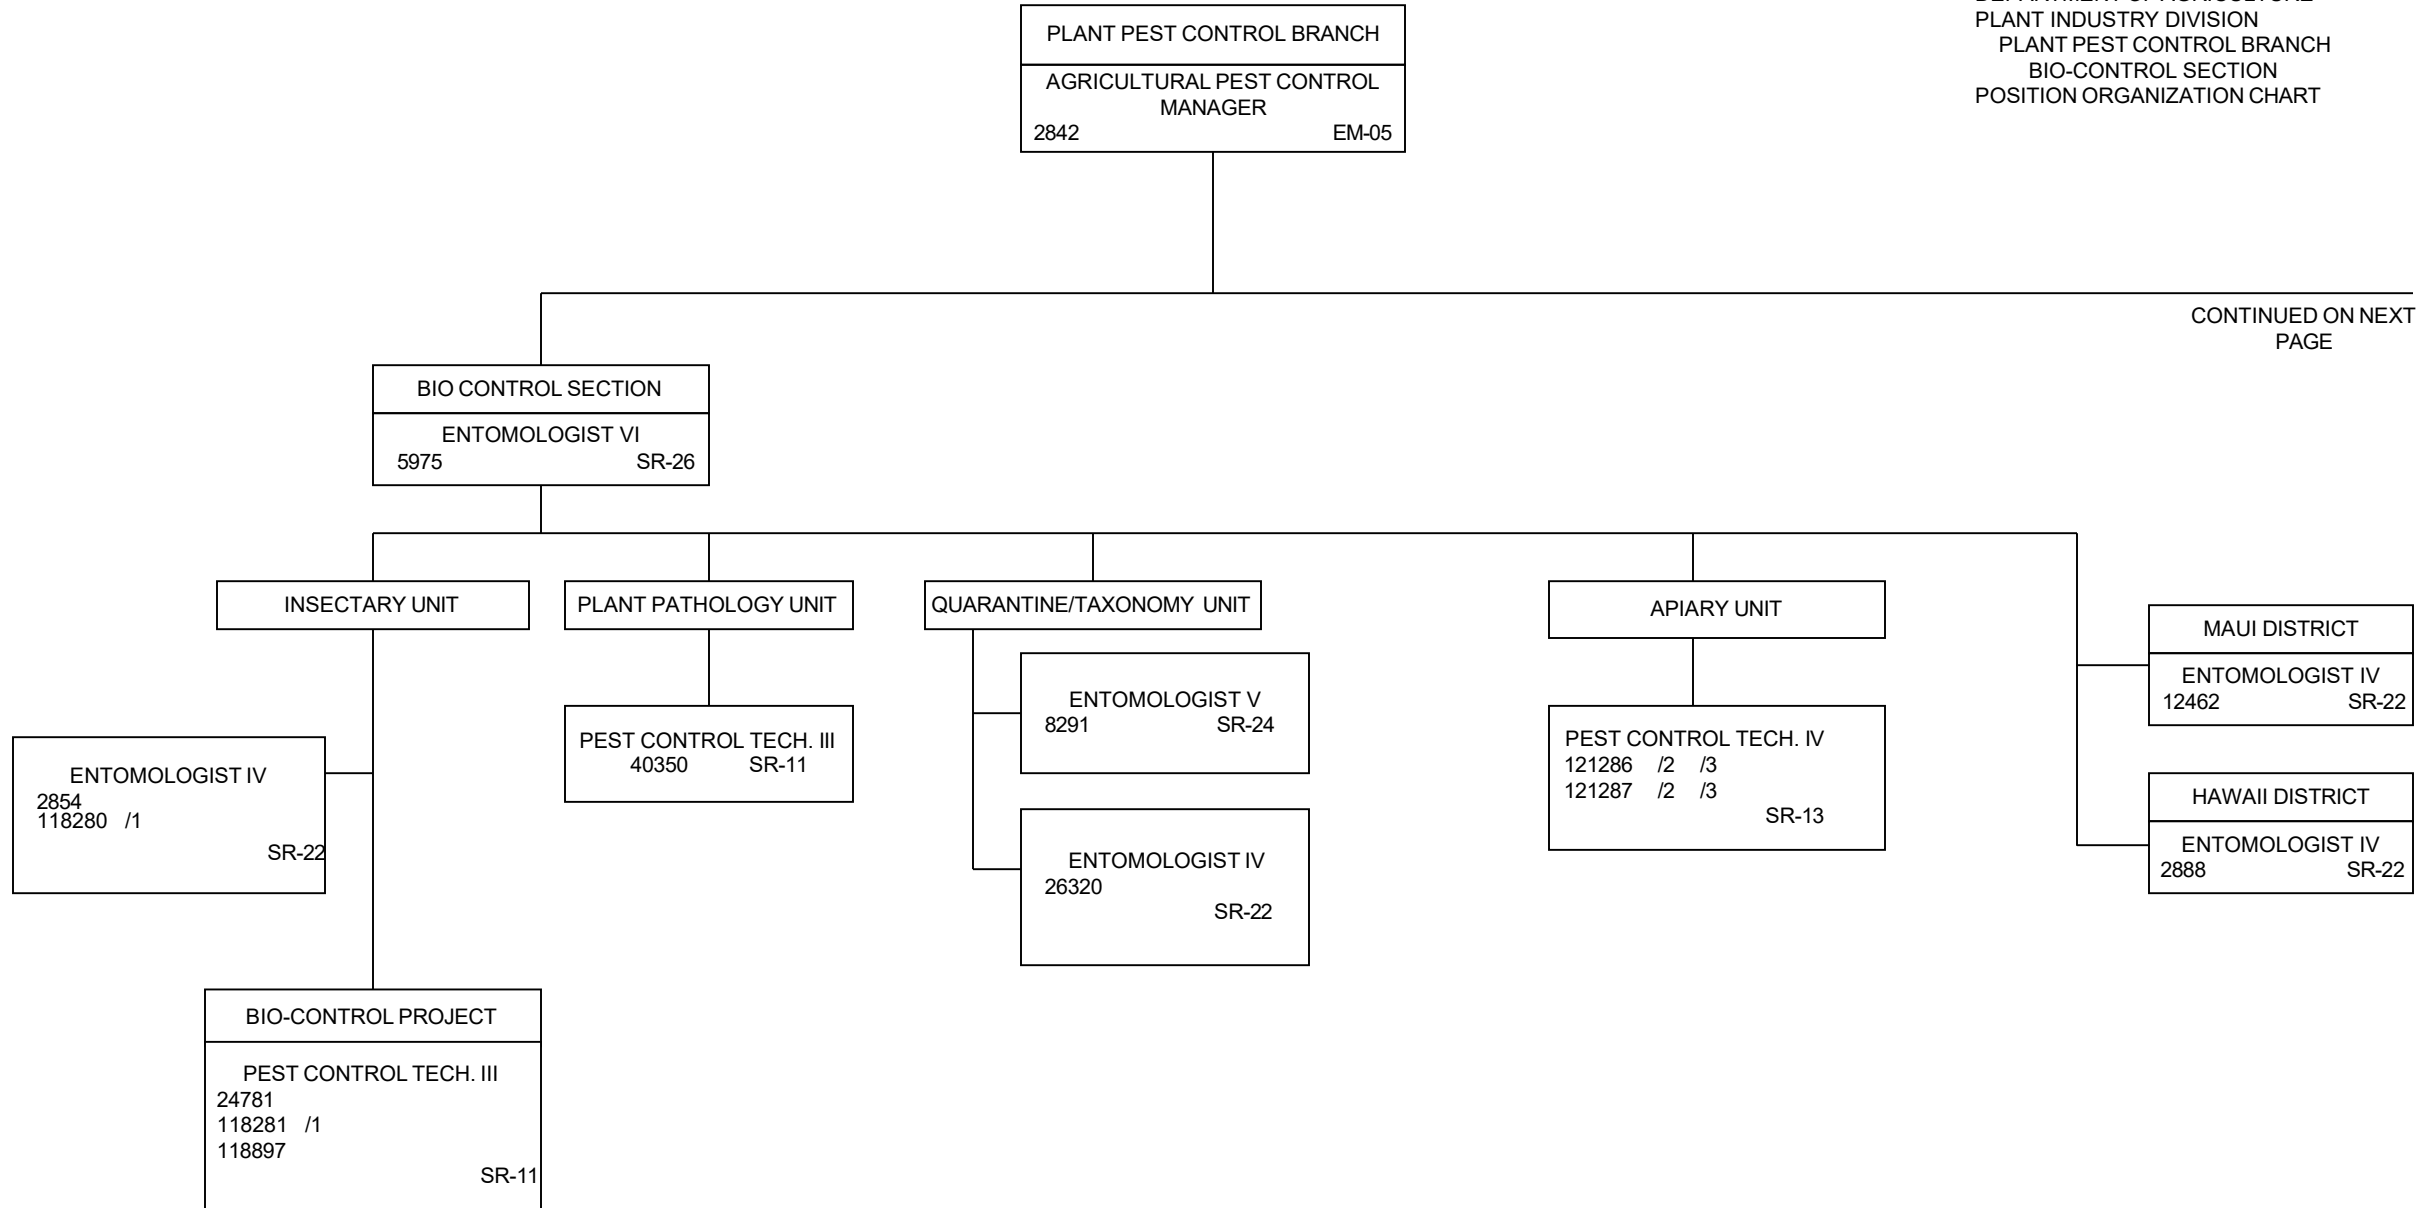 PLANT INDUSTRY DIVISION
PLANT PEST CONTROL BRANCH
BIO-CONTROL SECTION
POSITION ORGANIZATION CHART
PLANT PEST CONTROL BRANCH
AGRICULTURAL PEST CONTROL
MANAGER
2842 EM-05
CONTINUED ON NEXT
PAGE
BIO CONTROL SECTION
ENTOMOLOGIST VI
5975 SR-26
INSECTARY UNIT
ENTOMOLOGIST IV
2854
118280 /1
SR-22
BIO-CONTROL PROJECT
PEST CONTROL TECH. III
24781
118281 /1
118897
SR-11
PLANT PATHOLOGY UNIT
PEST CONTROL TECH. III
40350 SR-11
QUARANTINE/TAXONOMY UNIT
ENTOMOLOGIST V
8291 SR-24
ENTOMOLOGIST IV
26320
SR-22
APIARY UNIT
PEST CONTROL TECH. IV
121286 /2 /3
121287 /2 /3
SR-13
MAUI DISTRICT
ENTOMOLOGIST IV
12462 SR-22
HAWAII DISTRICT
ENTOMOLOGIST IV
2888 SR-22